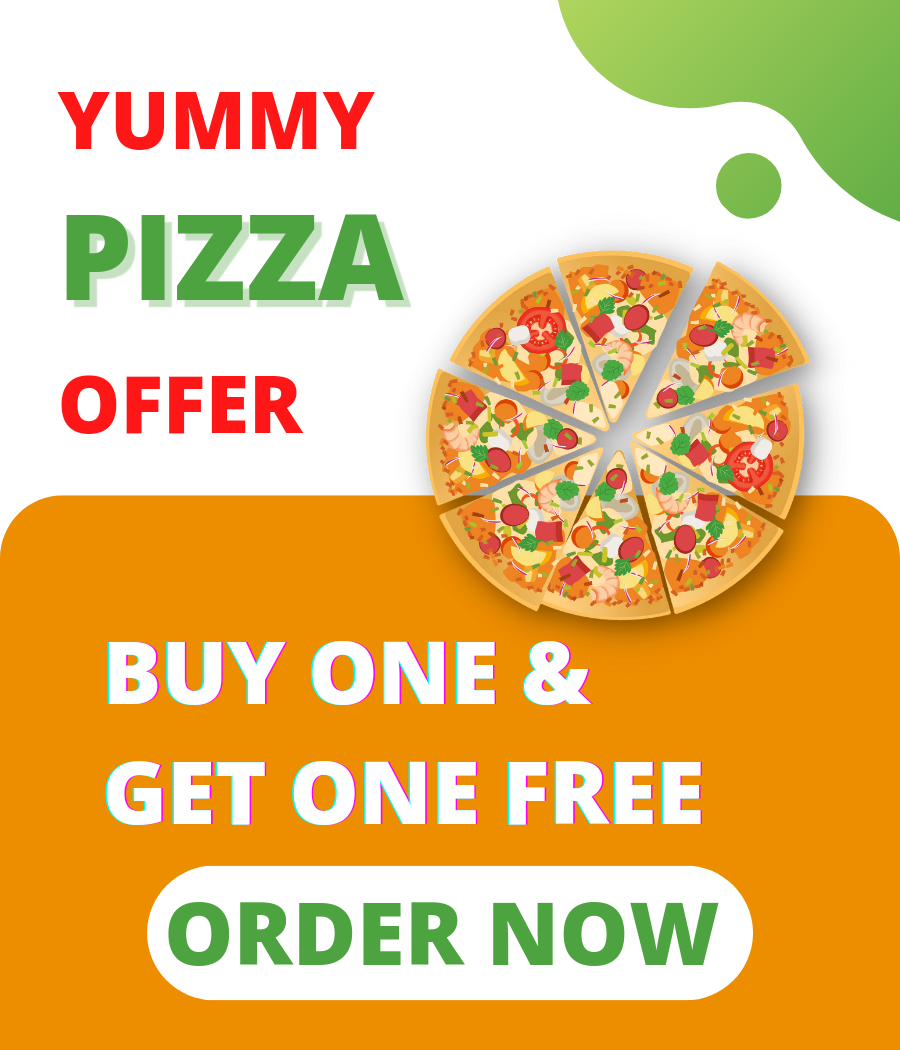 YUMMY
PIZZA
OFFER
BUY ONE &
GET ONE FREE
ORDER NOW